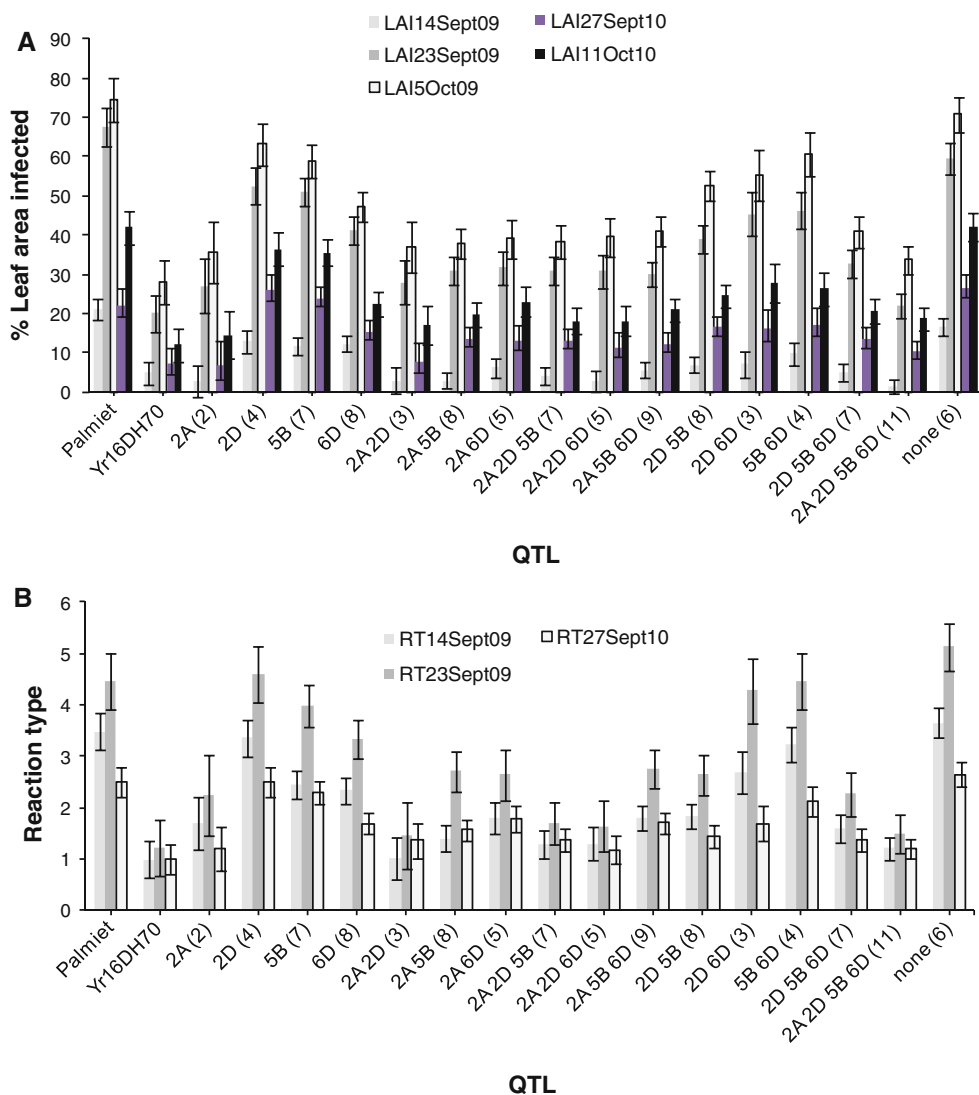 A
LAI14Sept09
LAI27Sept10
LAI23Sept09
LAI11Oct10
LAI5Oct09
% Leaf area infected
90
80
70
60
50
40
30
20
10
0
Palmiet
Yr16DH70
2A (2)
2D (4)
5B (7)
6D (8)
2A 2D (3)
2A 5B (8)
2A 6D (5)
2A 2D 5B (7)
2A 2D 6D (5)
2A 5B 6D (9)
2D 5B (8)
2D 6D (3)
5B 6D (4)
2D 5B 6D (7)
2A 2D 5B 6D (11)
none (6)
QTL
B
RT14Sept09
RT27Sept10
RT23Sept09
Reaction type
6
5
4
3
2
1
0
Palmiet
Yr16DH70
2A (2)
2D (4)
5B (7)
6D (8)
2A 2D (3)
2A 5B (8)
2A 6D (5)
2A 2D 5B (7)
2A 2D 6D (5)
2A 5B 6D (9)
2D 5B (8)
2D 6D (3)
5B 6D (4)
2D 5B 6D (7)
2A 2D 5B 6D (11)
none (6)
QTL